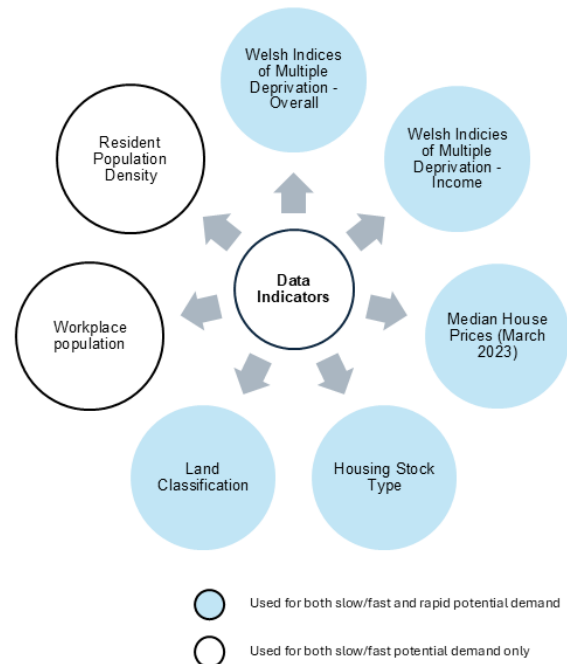 Welsh Indices
of Multiple
Deprivation -
Overall
Welsh Indicies
of Multiple
Deprivation -
Income
Median House
Prices (March
2023)
Housing Stock
Type
Land
Classification
Workplace
population
Resident
Population
Density
Data
Indicators
Used for both slow/fast and rapid potential demand
Used for both slow/fast potential demand only